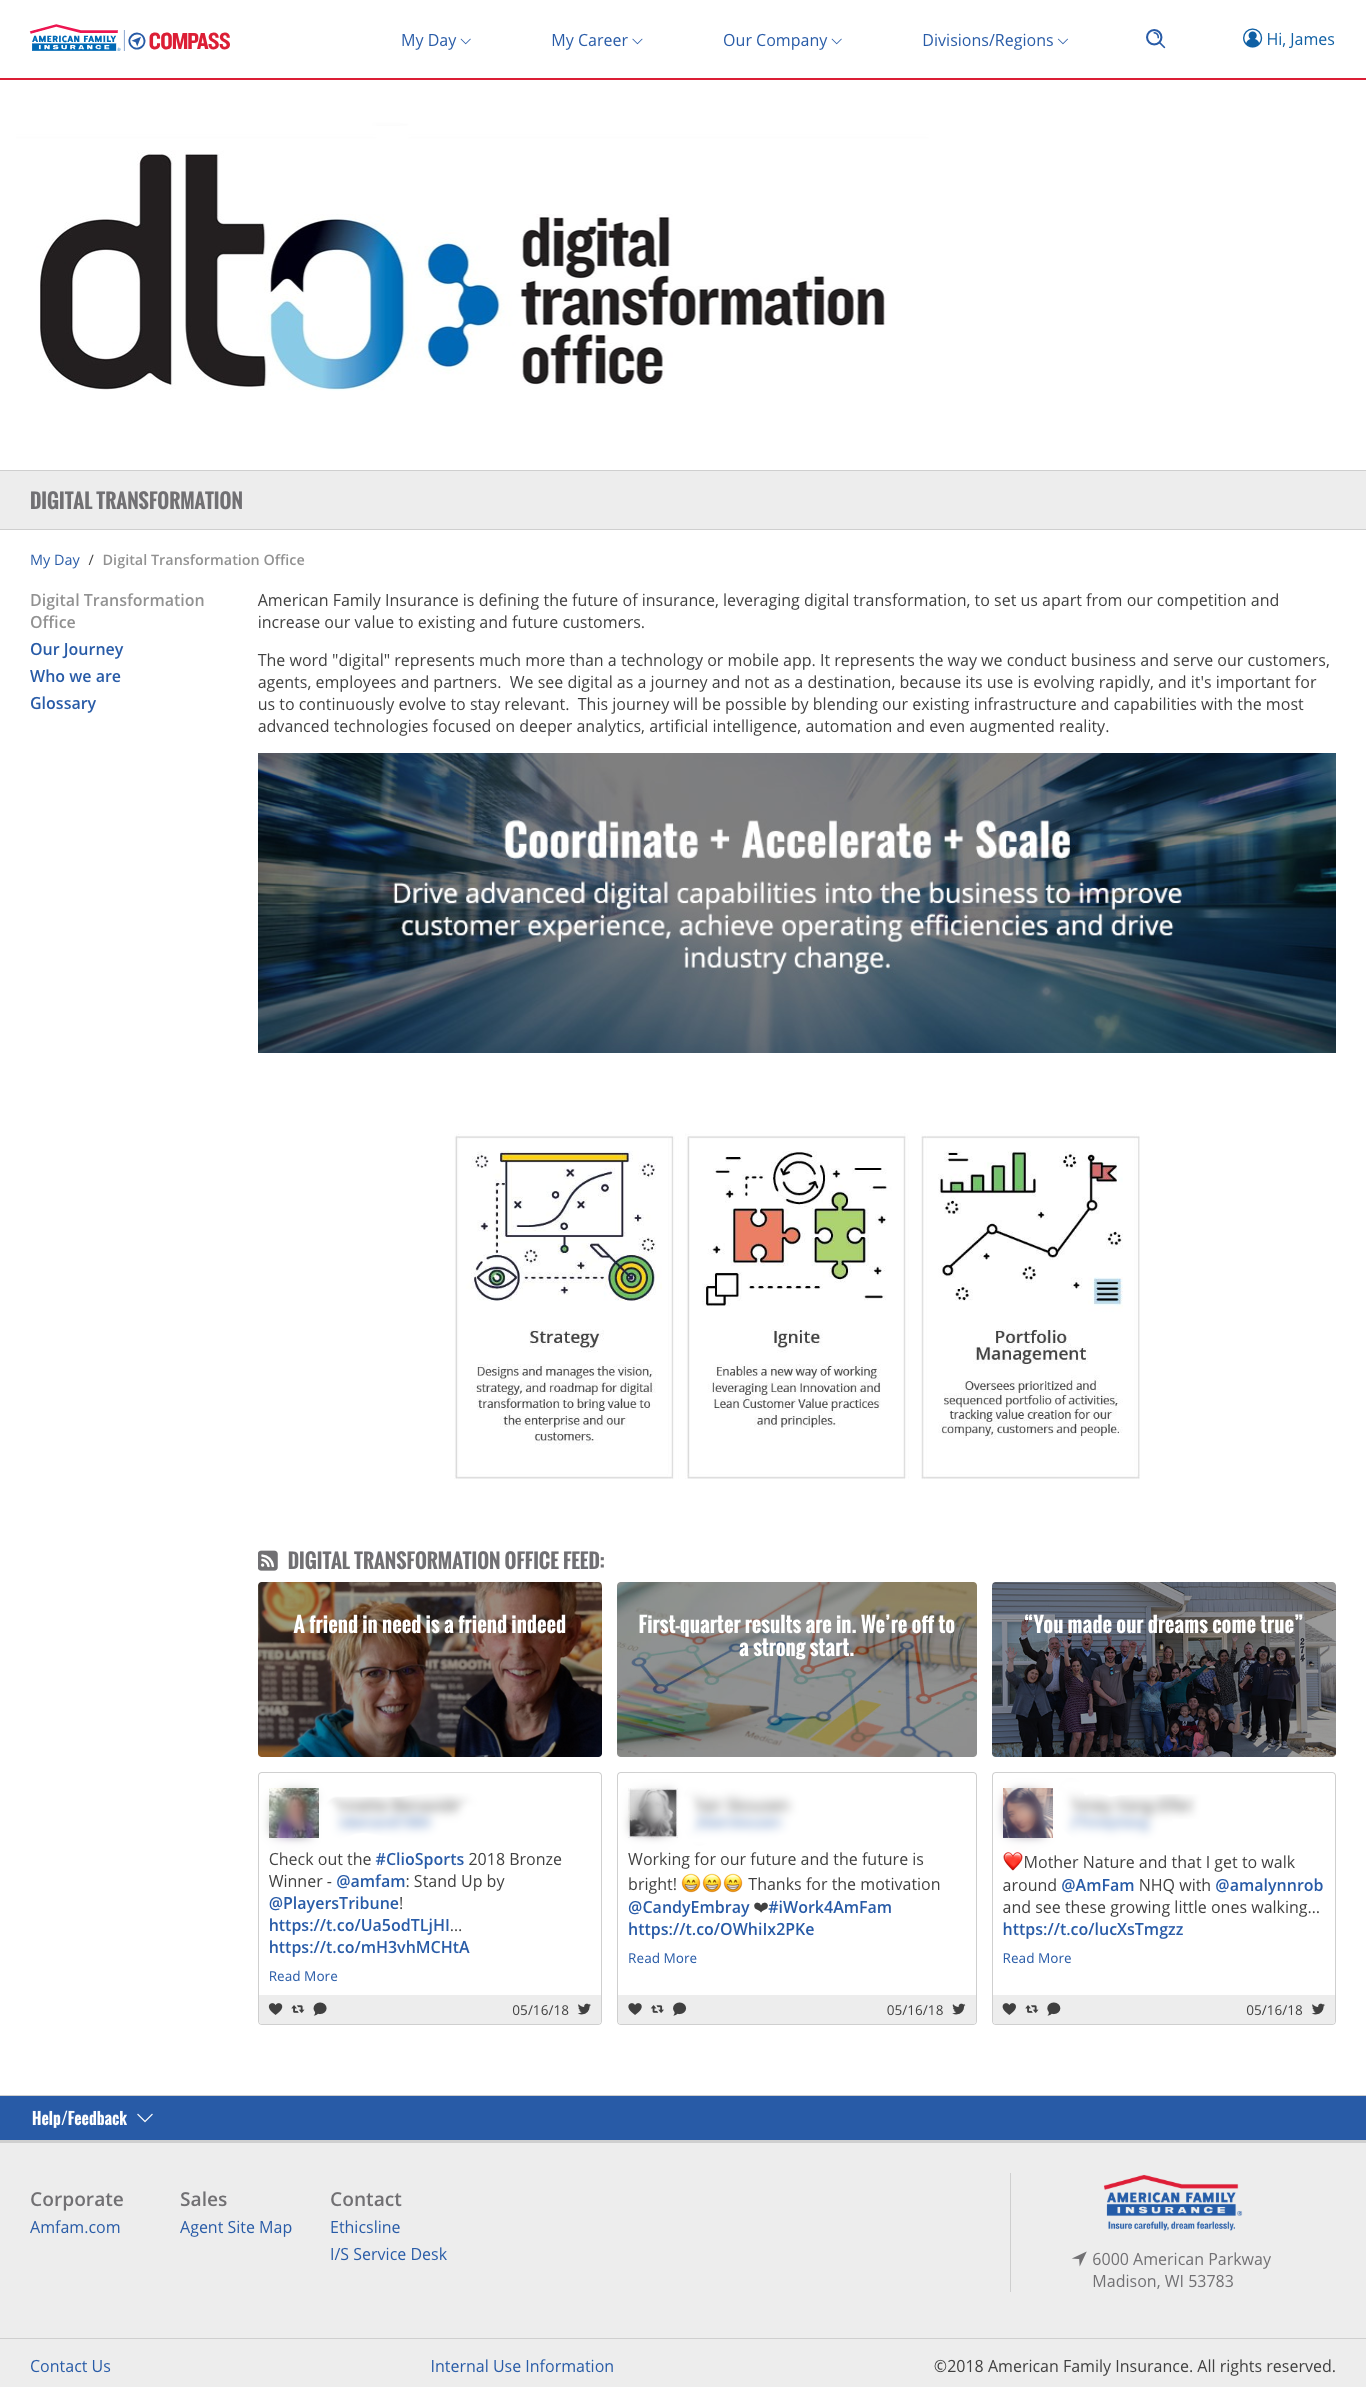 AMERICAN FAMILY
INSURANCE
COMPASS
My Day
My Career
Our Company
Divisions/Regions
Hi, James
dto
digital
transformation
office
DIGITAL TRANSFORMATION
My Day / Digital Transformation Office
Digital Transformation
Office
Our Journey
Who we are
Glossary
American Family Insurance is defining the future of insurance, leveraging digital transformation, to set us apart from our competition and
increase our value to existing and future customers.
The word "digital" represents much more than a technology or mobile app. It represents the way we conduct business and serve our customers,
agents, employees and partners. We see digital as a journey and not as a destination, because its use is evolving rapidly, and it's important for
us to continuously evolve to stay relevant. This journey will be possible by blending our existing infrastructure and capabilities with the most
advanced technologies focused on deeper analytics, artificial intelligence, automation and even augmented reality.
Coordinate + Accelerate + Scale
Drive advanced digital capabilities into the business to improve
customer experience, achieve operating efficiencies and drive
industry change.
Strategy
Designs and manages the vision,
strategy, and roadmap for digital
transformation to bring value to
the enterprise and our
customers.
Ignite
Enables a new way of working
leveraging Lean Innovation and
Lean Customer Value practices
and principles.
Portfolio
Management
Oversees prioritized and
sequenced portfolio of activities,
tracking value creation for our
company, customers and people.
DIGITAL TRANSFORMATION OFFICE FEED:
A friend in need is a friend indeed
First-quarter results are in. We're off to
a strong start.
Medical
“You made our dreams come true”
Check out the #ClioSports 2018 Bronze
Winner - @amfam: Stand Up by
@PlayersTribune!
https://t.co/Ua5odTLjHI...
https://t.co/mH3vhMCHtA
Read More
05/16/18
Working for our future and the future is
bright! 😁😁😁 Thanks for the motivation
@CandyEmbray ❤#iWork4AmFam
https://t.co/OWhiIx2PKe
Read More
05/16/18
❤️Mother Nature and that I get to walk
around @AmFam NHQ with @amalynnrob
and see these growing little ones walking...
https://t.co/lucXsTmgzz
Read More
05/16/18
Help/Feedback
Corporate
Amfam.com
Sales
Agent Site Map
Contact
Ethicsline
I/S Service Desk
AMERICAN FAMILY
INSURANCE
Insure carefully, dream fearlessly.
6000 American Parkway
Madison, WI 53783
Contact Us
Internal Use Information
©2018 American Family Insurance. All rights reserved.